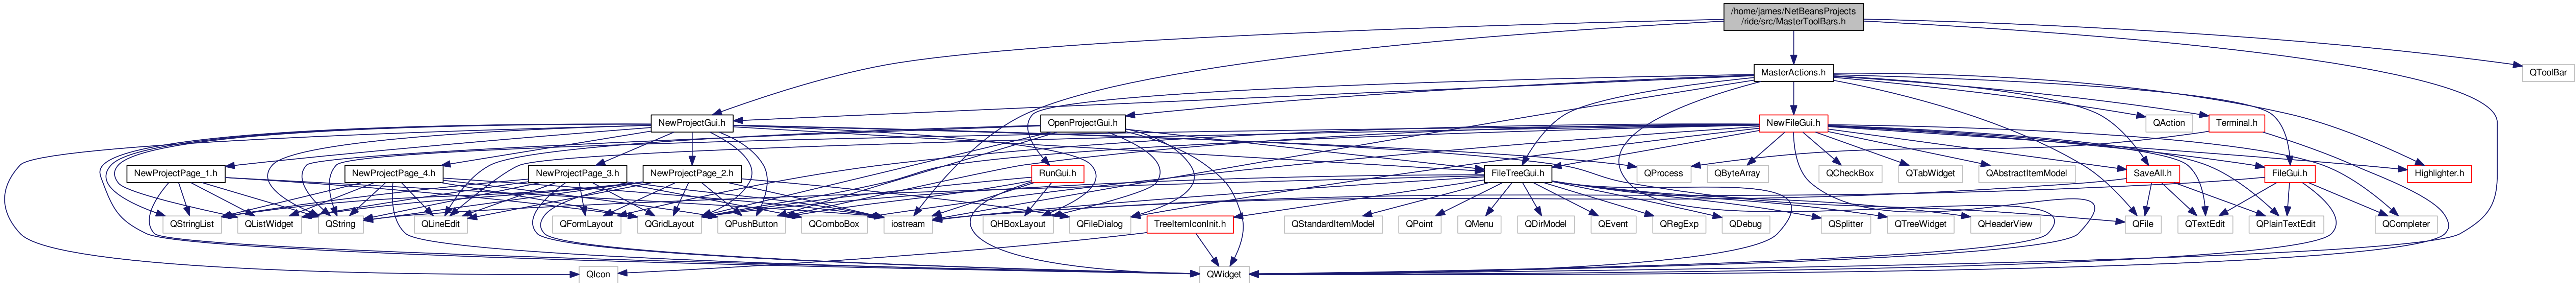 /home/james/NetBeansProjects
/ride/src/MasterToolBars.h
MasterActions.h
QToolBar
NewProjectGui.h
OpenProjectGui.h
NewFileGui.h
QAction
Terminal.h
NewProjectPage_1.h
NewProjectPage_4.h
NewProjectPage_3.h
NewProjectPage_2.h
RunGui.h
FileTreeGui.h
QProcess
QByteArray
QCheckBox
QTabWidget
QAbstractItemModel
SaveAll.h
FileGui.h
Highlighter.h
QStringList
QListWidget
QString
QLineEdit
QFormLayout
QGridLayout
QPushButton
QComboBox
iostream
QHBoxLayout
QFileDialog
TreeItemIconInit.h
QStandardItemModel
QPoint
QMenu
QDirModel
QEvent
QRegExp
QDebug
QSplitter
QTreeWidget
QHeaderView
QFile
QTextEdit
QPlainTextEdit
QCompleter
QIcon
QWidget